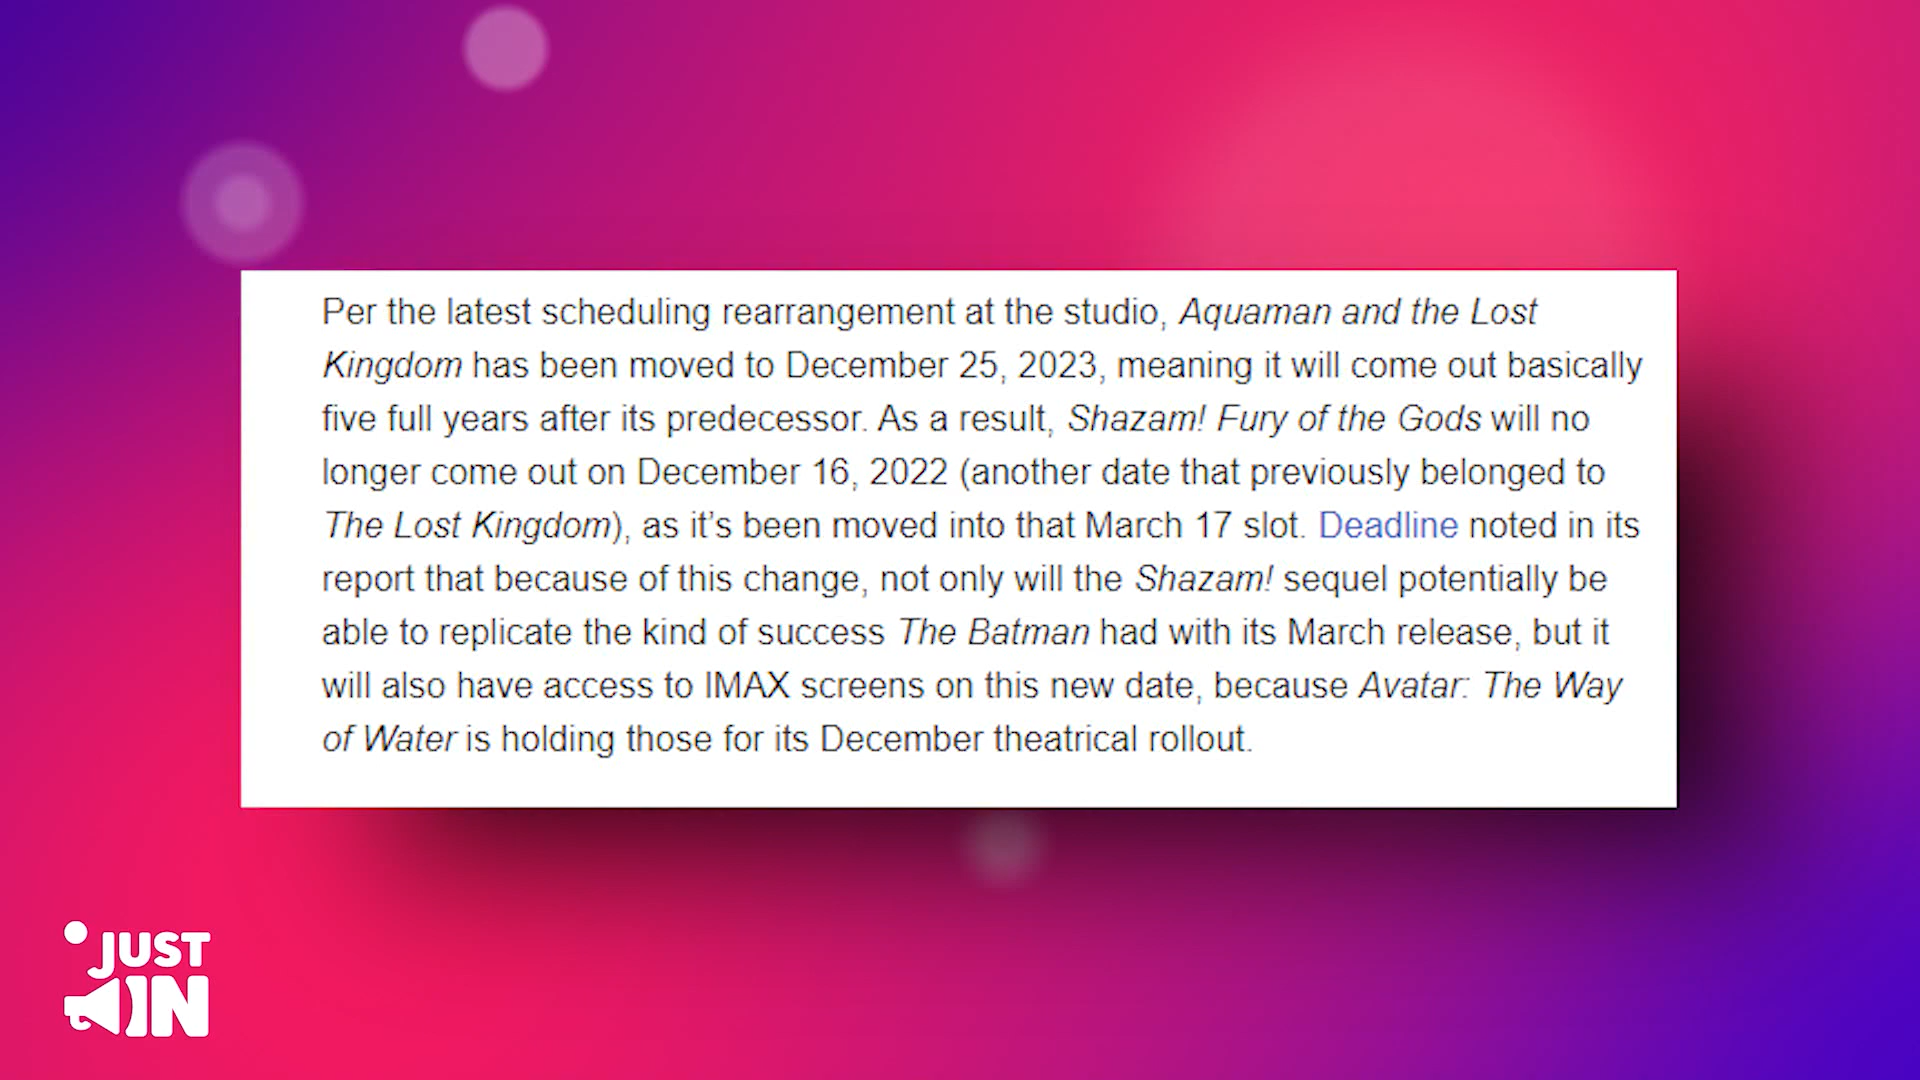 Per the latest scheduling rearrangement at the studio, Aquaman and the Lost
Kingdom has been moved to December 25, 2023, meaning it will come out basically
five full years after its predecessor. As a result, Shazam! Fury of the Gods will no
longer come out on December 16, 2022 (another date that previously belonged to
The Lost Kingdom), as it’s been moved into that March 17 slot. Deadline noted in its
report that because of this change, not only will the Shazam! sequel potentially be
able to replicate the kind of success The Batman had with its March release, but it
will also have access to IMAX screens on this new date, because Avatar: The Way
of Water is holding those for its December theatrical rollout.
JUST
IN